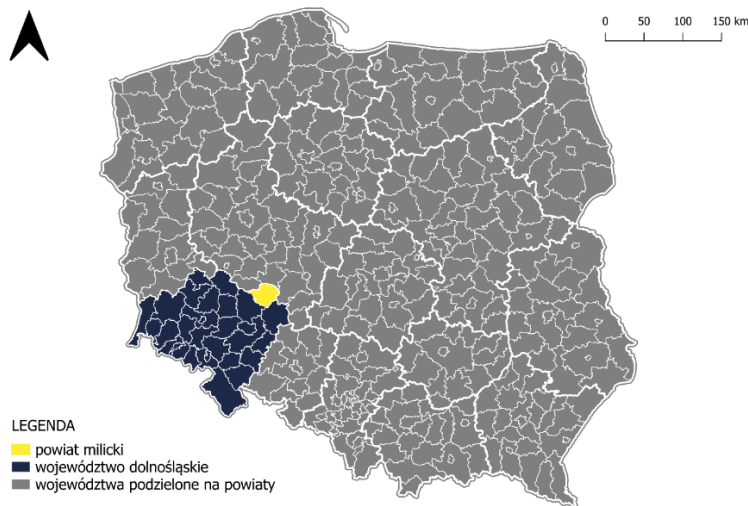 0 50 100 150 km
LEGENDA
powiat milicki
województwo dolnośląskie
województwa podzielone na powiaty